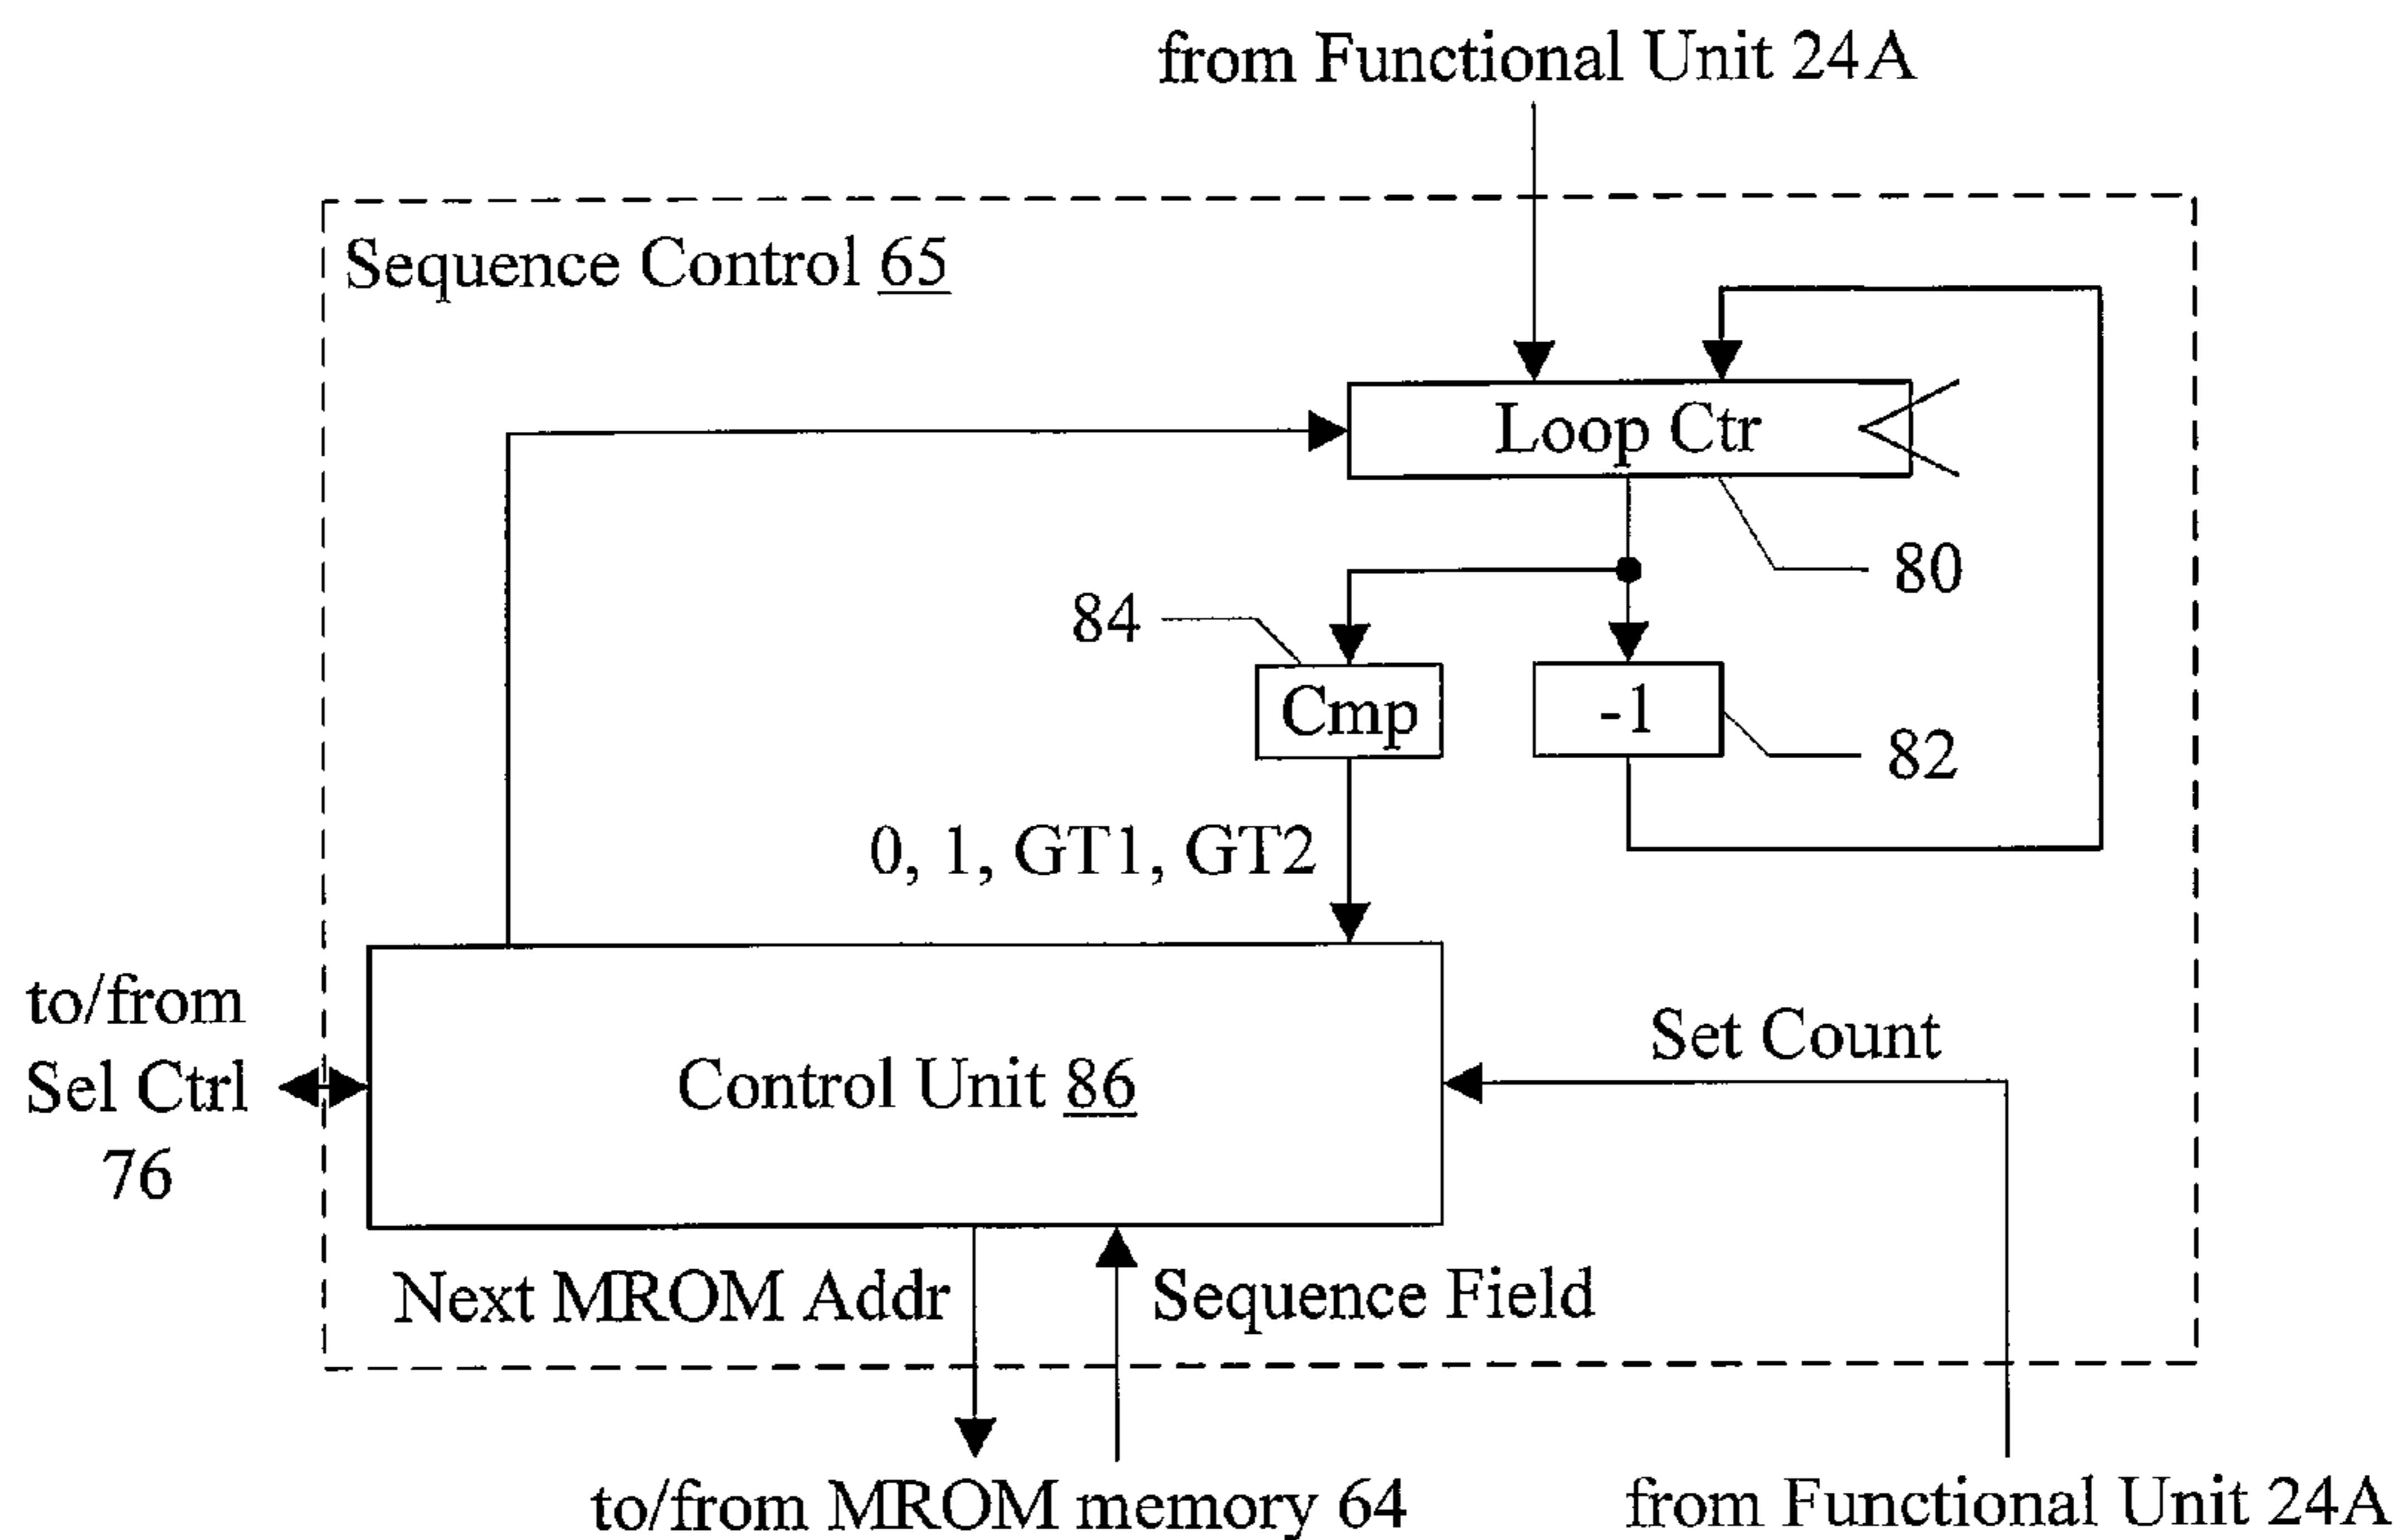 from Functional Unit 24A
Sequence Control 65
Loop Ctr
80
84
Cmp
-1
82
0, 1, GT1, GT2
to/from
Sel Ctrl
76
Control Unit 86
Set Count
Next MROM Addr
Sequence Field
to/from MROM memory 64
from Functional Unit 24A